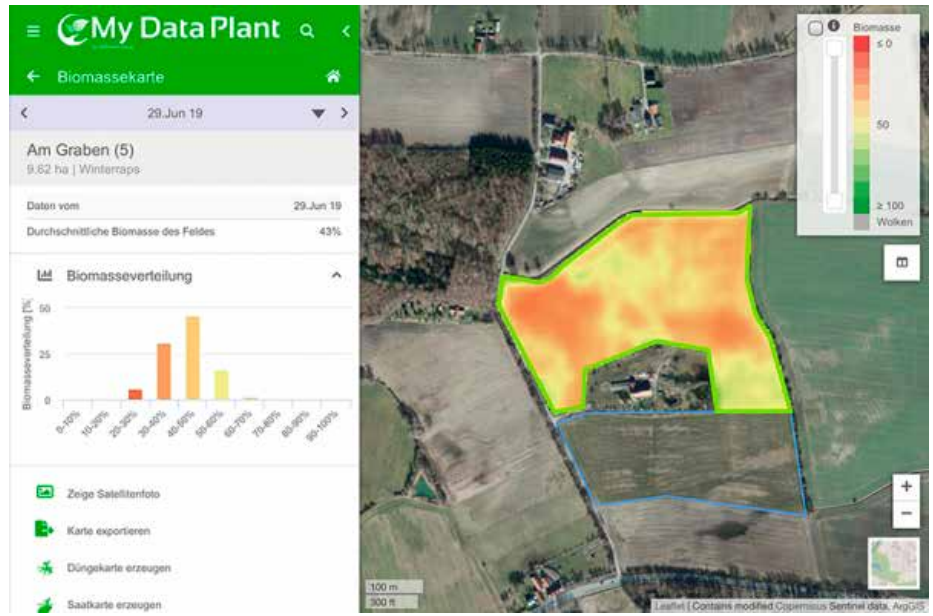 My Data Plant
Biomassekarte
29.Jun 19
Am Graben (5)
9.62 ha | Winterraps
Daten vom 29.Jun 19
Durchschnittliche Biomasse des Feldes 43%
Biomasseverteilung
Biomasseverteilung [%]
50
25
0
0-10%
10-20%
20-30%
30-40%
40-50%
50-60%
60-70%
70-80%
80-90%
90-100%
Zeige Satellitenfoto
Karte exportieren
Düngekarte erzeugen
Saatkarte erzeugen
Biomasse
≤ 0
50
≥ 100
Wolken
+
−
100 m
300 ft
Leaflet | Contains modified Copernicus Sentinel data, ArcGIS